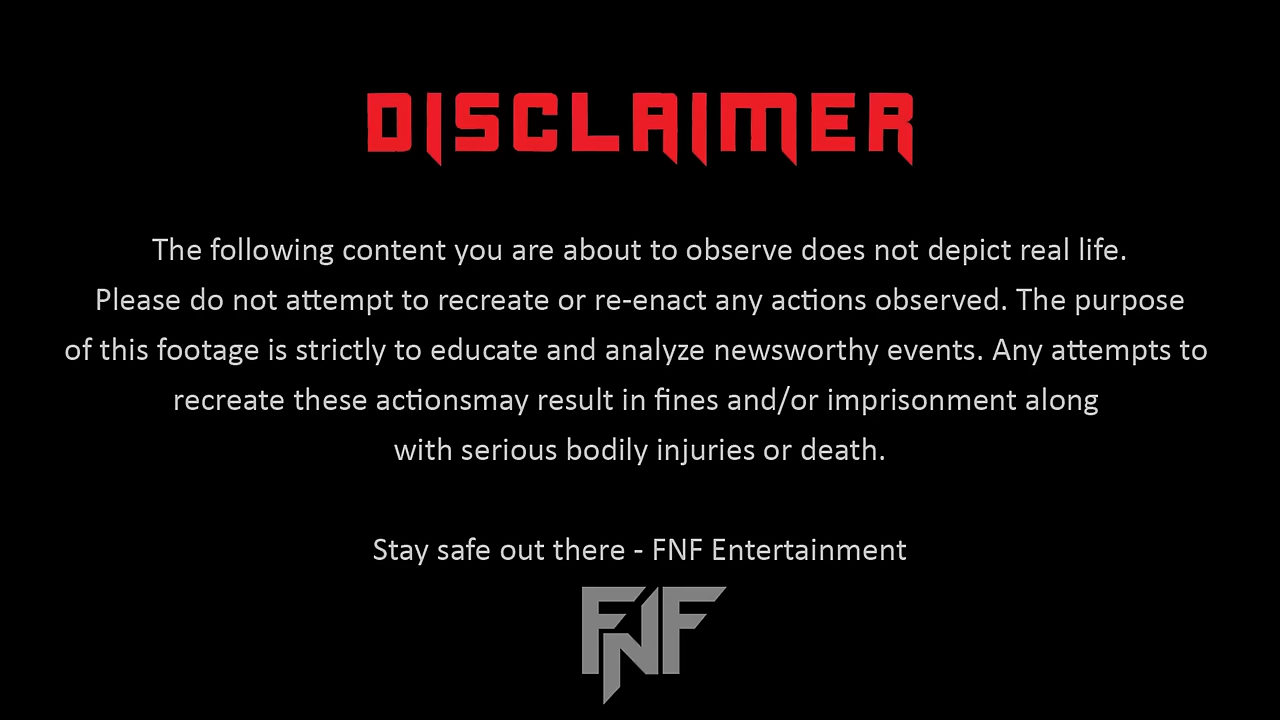 DISCLAIMER
The following content you are about to observe does not depict real life.
Please do not attempt to recreate or re-enact any actions observed. The purpose
of this footage is strictly to educate and analyze newsworthy events. Any attempts to
recreate these actionsmay result in fines and/or imprisonment along
with serious bodily injuries or death.
Stay safe out there - FNF Entertainment
FNF